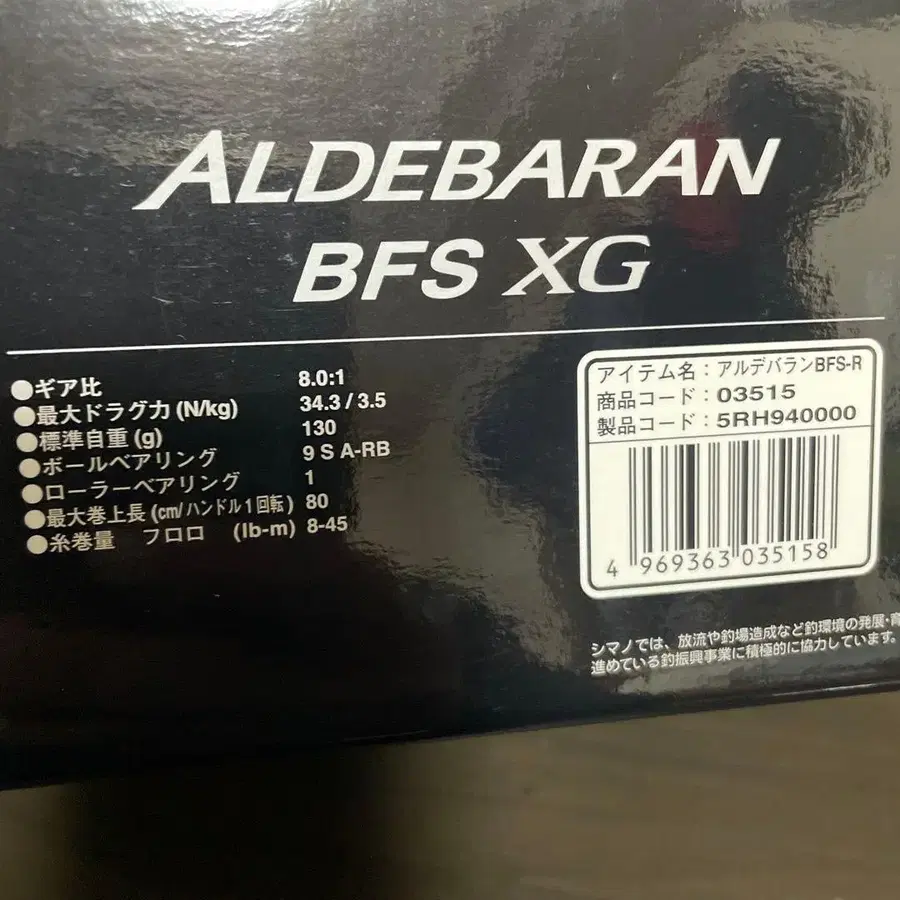 ALDEBARAN
BFS XG
●ギア比 8.0:1
●最大ドラグ力 (N/kg) 34.3 / 3.5
●標準自重 (g) 130
●ボールベアリング 9 S A-RB
●ローラーベアリング 1
●最大巻上長 (cm/ハンドル1回転) 80
●糸巻量 フロロ (lb-m) 8-45
アイテム名：アルデバランBFS-R
商品コード：03515
製品コード：5RH940000
4 969363 035158
シマノでは、放流や釣場造成など釣環境の発展・育
進めている釣振興事業に積極的に協力しています。